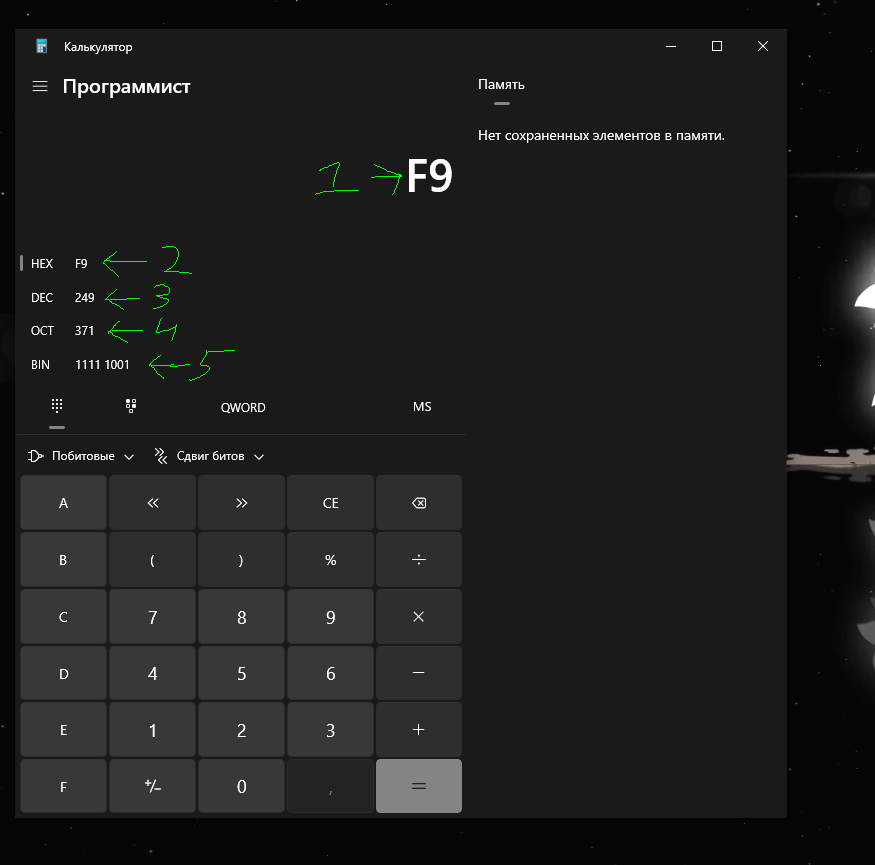 Калькулятор
Программист
Память
Нет сохраненных элементов в памяти.
1 → F9
HEX F9 ← 2
DEC 249 ← 3
OCT 371 ← 4
BIN 1111 1001 ← 5
QWORD MS
Побитовые Сдвиг битов
A « » CE
B ( ) % ÷
C 7 8 9 ×
D 4 5 6 −
E 1 2 3 +
F +/− 0 , =